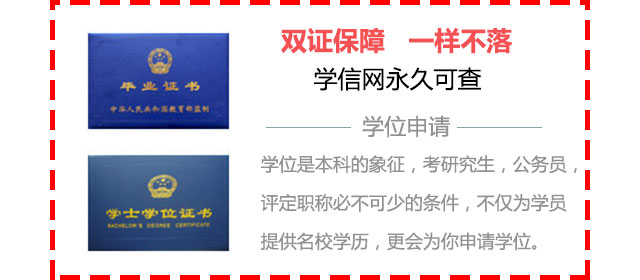 双证保障 一样不落
学信网永久可查
学位申请
学位是本科的象征，考研究生，公务员，
评定职称必不可少的条件，不仅为学员
提供名校学历，更会为你申请学位。
毕业证书
中华人民共和国教育部监制
学士学位证书
BACHELOR'S DEGREE CERTIFICATE